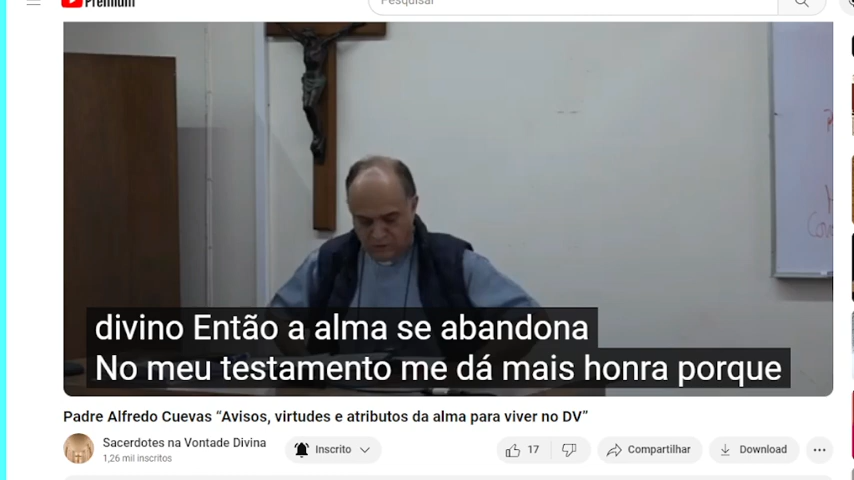 Premium
Pesquisar
divino Então a alma se abandona
No meu testamento me dá mais honra porque
Padre Alfredo Cuevas “Avisos, virtudes e atributos da alma para viver no DV”
Sacerdotes na Vontade Divina
1,26 mil inscritos
Inscrito
17
Compartilhar
Download